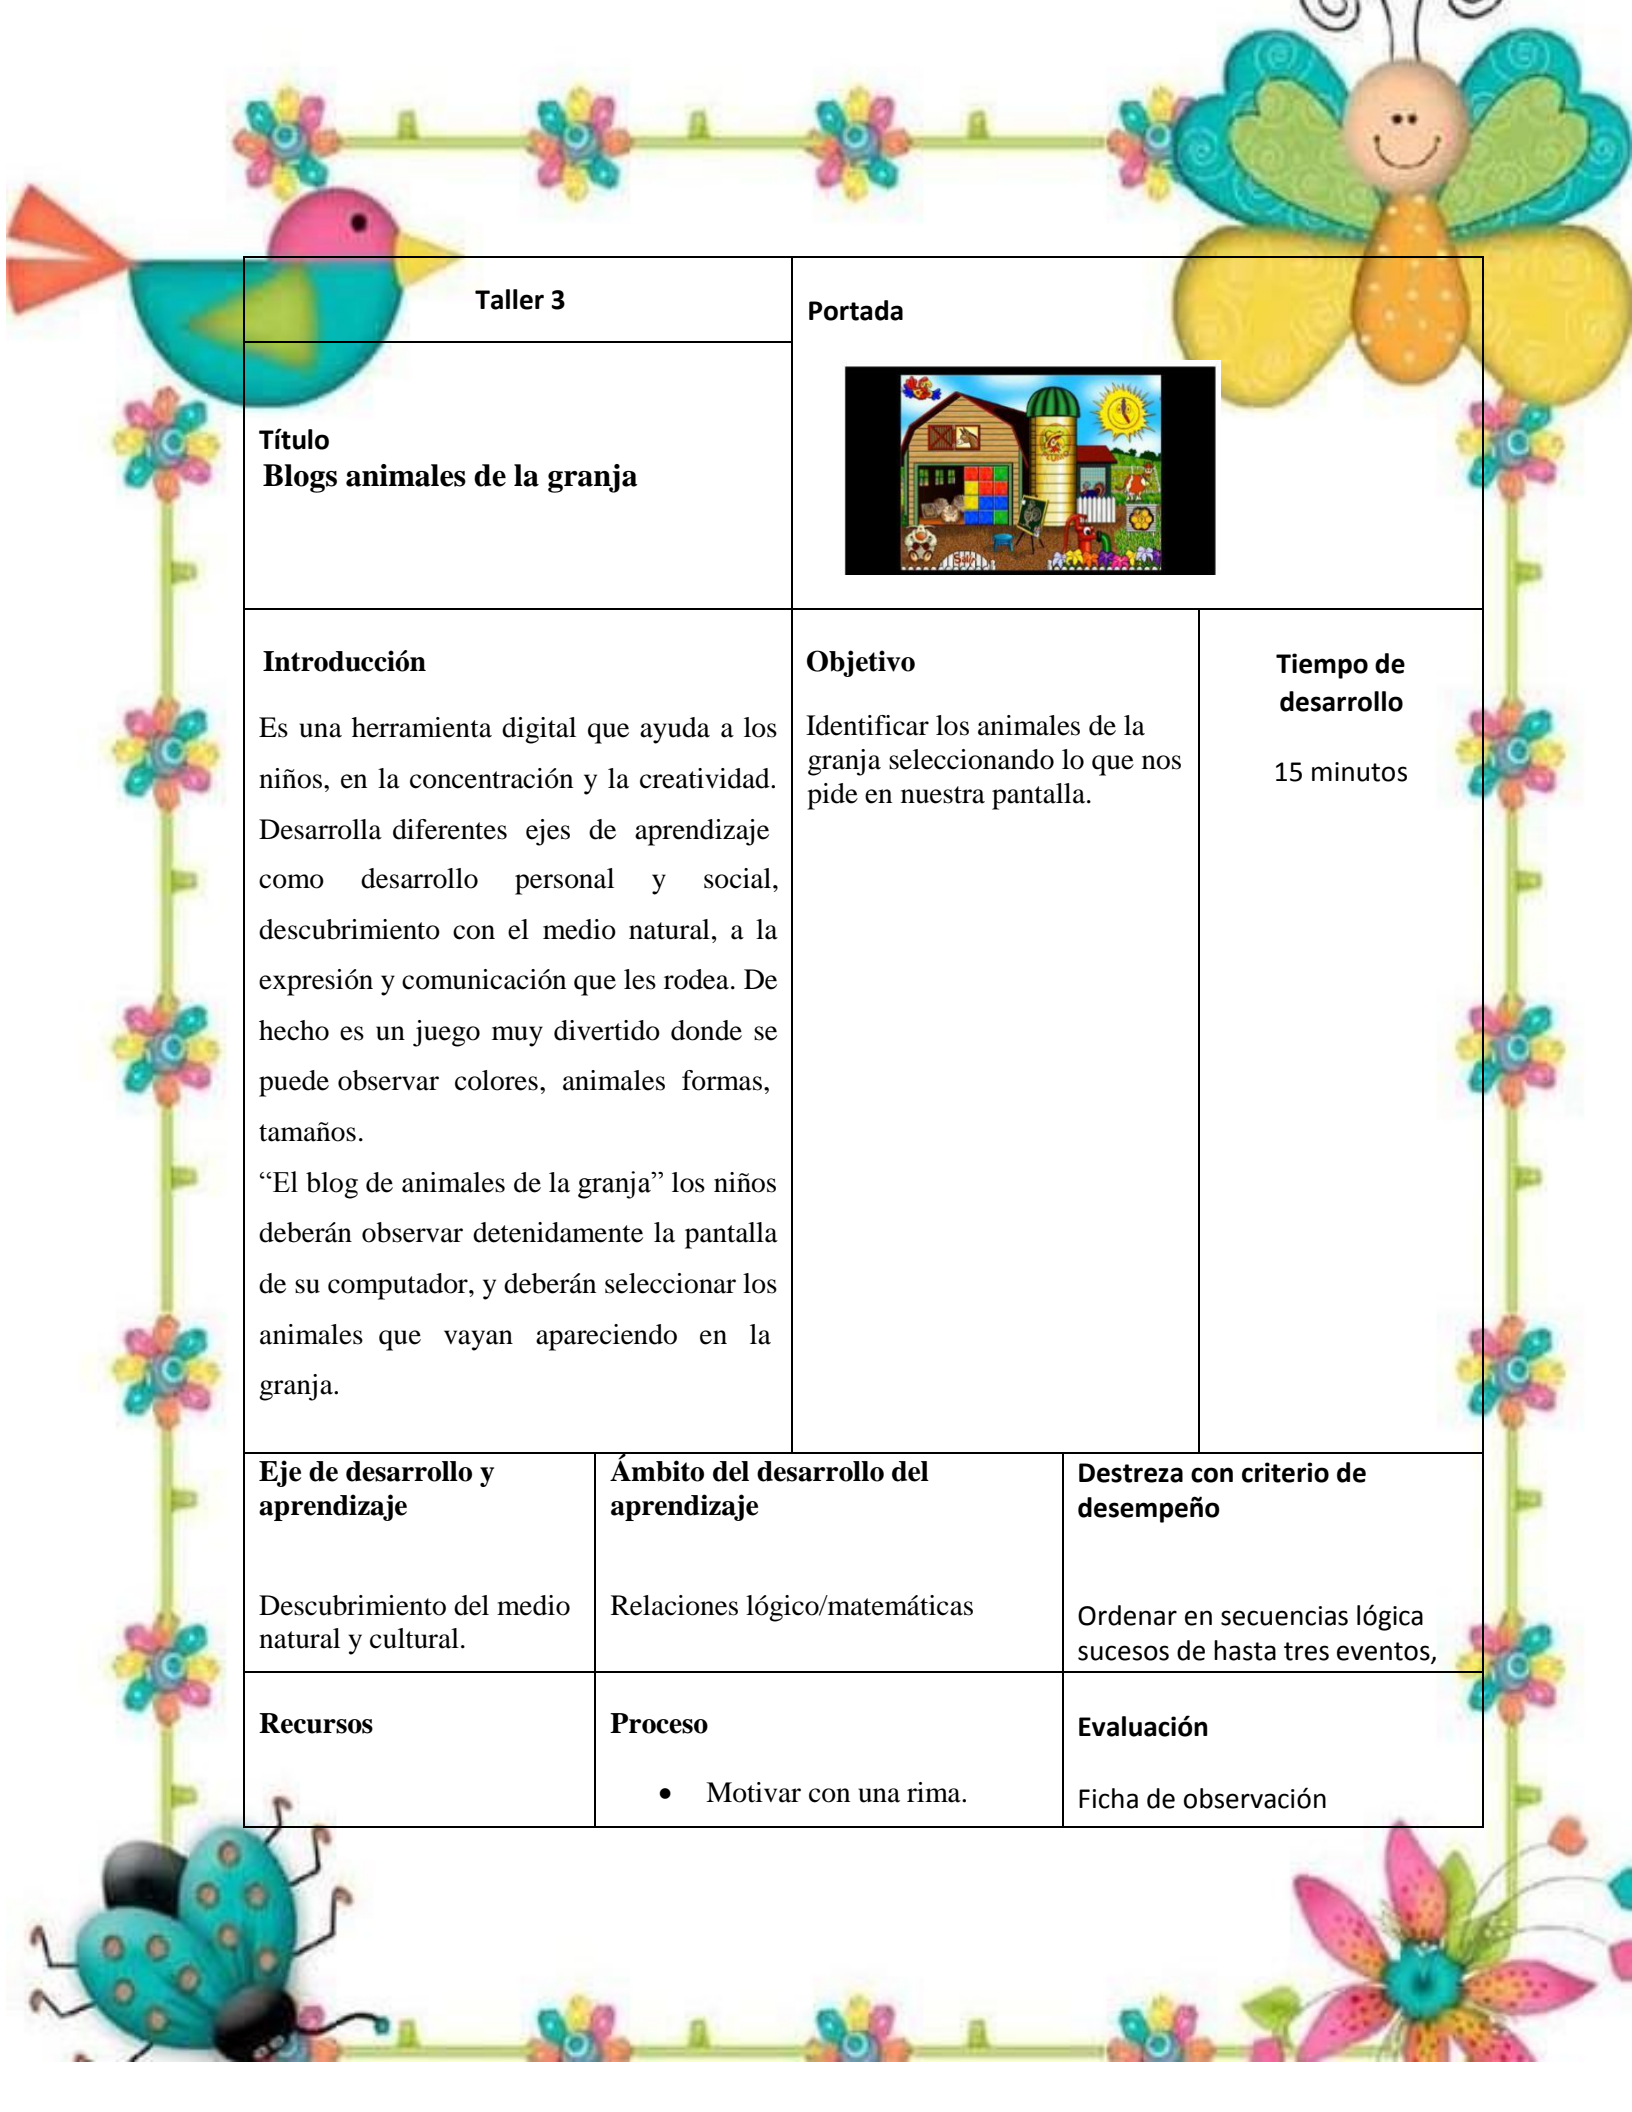 Taller 3
Portada
Título
Blogs animales de la granja
Introducción
Es una herramienta digital que ayuda a los
niños, en la concentración y la creatividad.
Desarrolla diferentes ejes de aprendizaje
como desarrollo personal y social,
descubrimiento con el medio natural, a la
expresión y comunicación que les rodea. De
hecho es un juego muy divertido donde se
puede observar colores, animales formas,
tamaños.
“El blog de animales de la granja” los niños
deberán observar detenidamente la pantalla
de su computador, y deberán seleccionar los
animales que vayan apareciendo en la
granja.
Objetivo
Identificar los animales de la
granja seleccionando lo que nos
pide en nuestra pantalla.
Tiempo de
desarrollo
15 minutos
Eje de desarrollo y
aprendizaje
Descubrimiento del medio
natural y cultural.
Ámbito del desarrollo del
aprendizaje
Relaciones lógico/matemáticas
Destreza con criterio de
desempeño
Ordenar en secuencias lógica
sucesos de hasta tres eventos,
Recursos
Proceso
• Motivar con una rima.
Evaluación
Ficha de observación